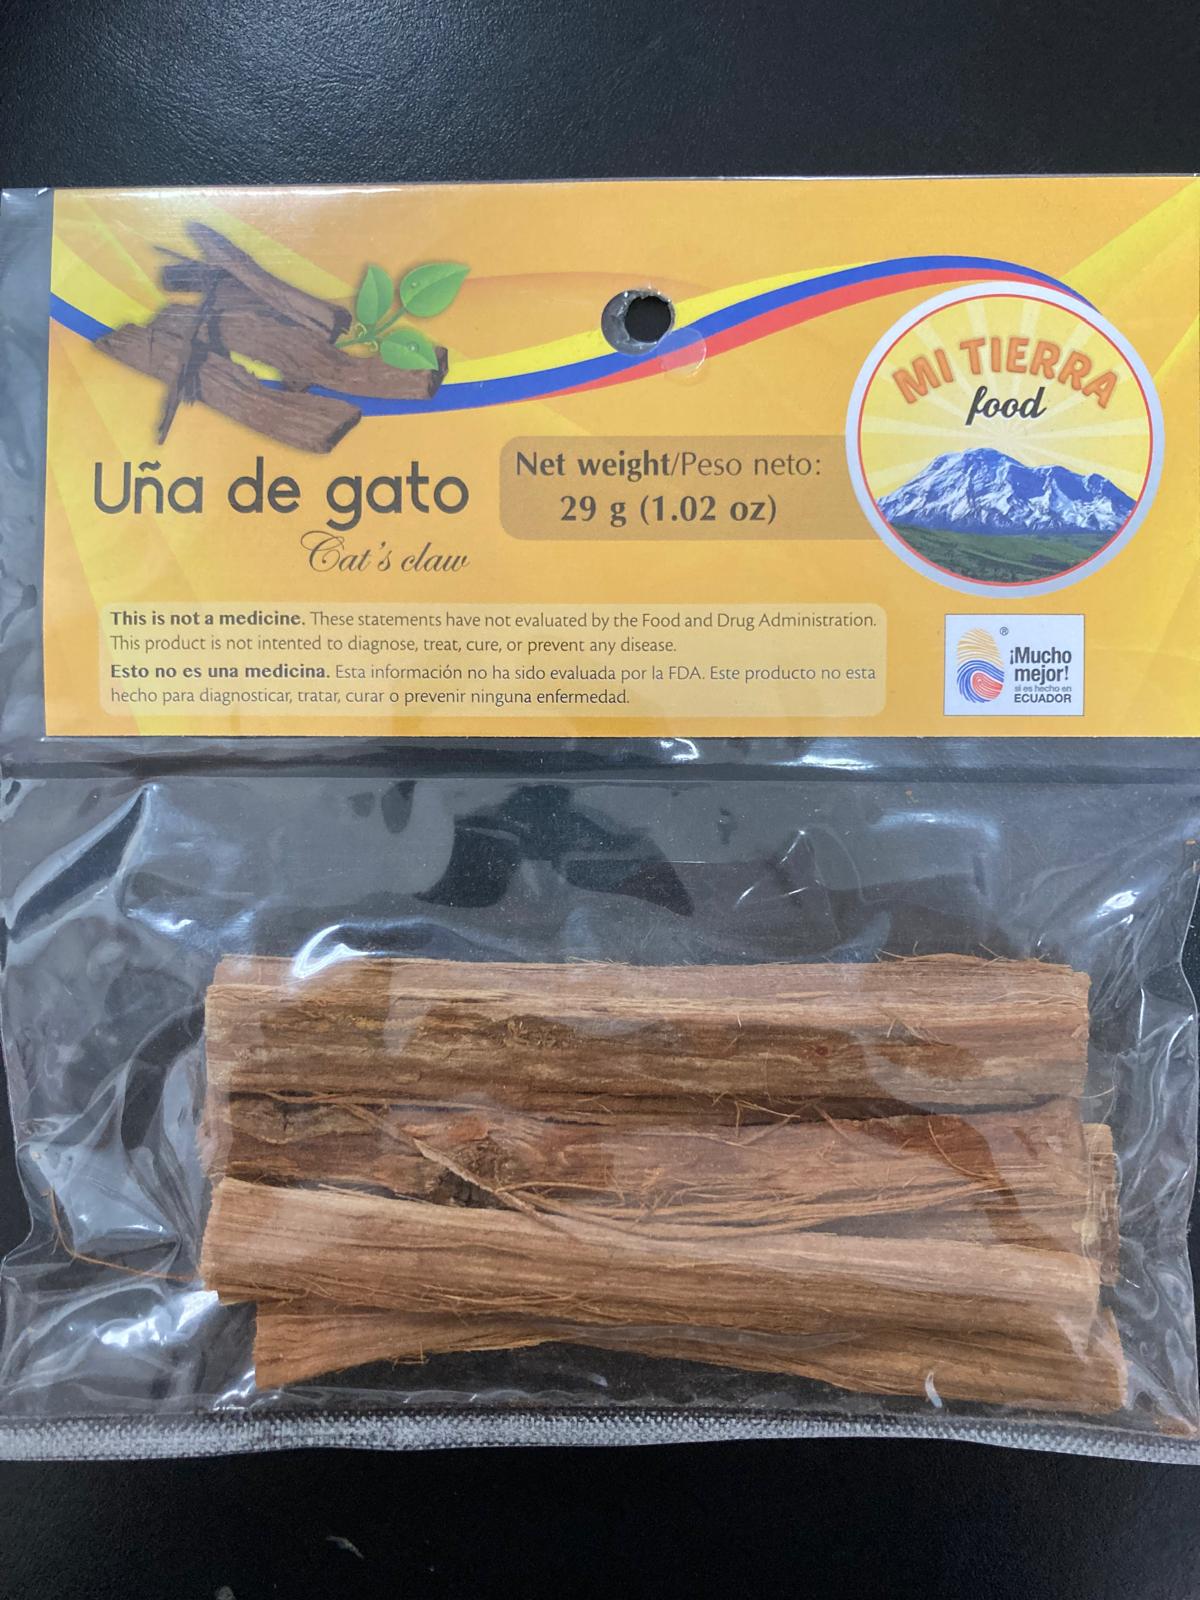 MI TIERRA
food
Uña de gato
Cat's claw
Net weight/Peso neto:
29 g (1.02 oz)
This is not a medicine. These statements have not evaluated by the Food and Drug Administration.
This product is not intented to diagnose, treat, cure, or prevent any disease.
Esto no es una medicina. Esta información no ha sido evaluada por la FDA. Este producto no esta
hecho para diagnosticar, tratar, curar o prevenir ninguna enfermedad.
®
¡Mucho
mejor!
si es hecho en
ECUADOR